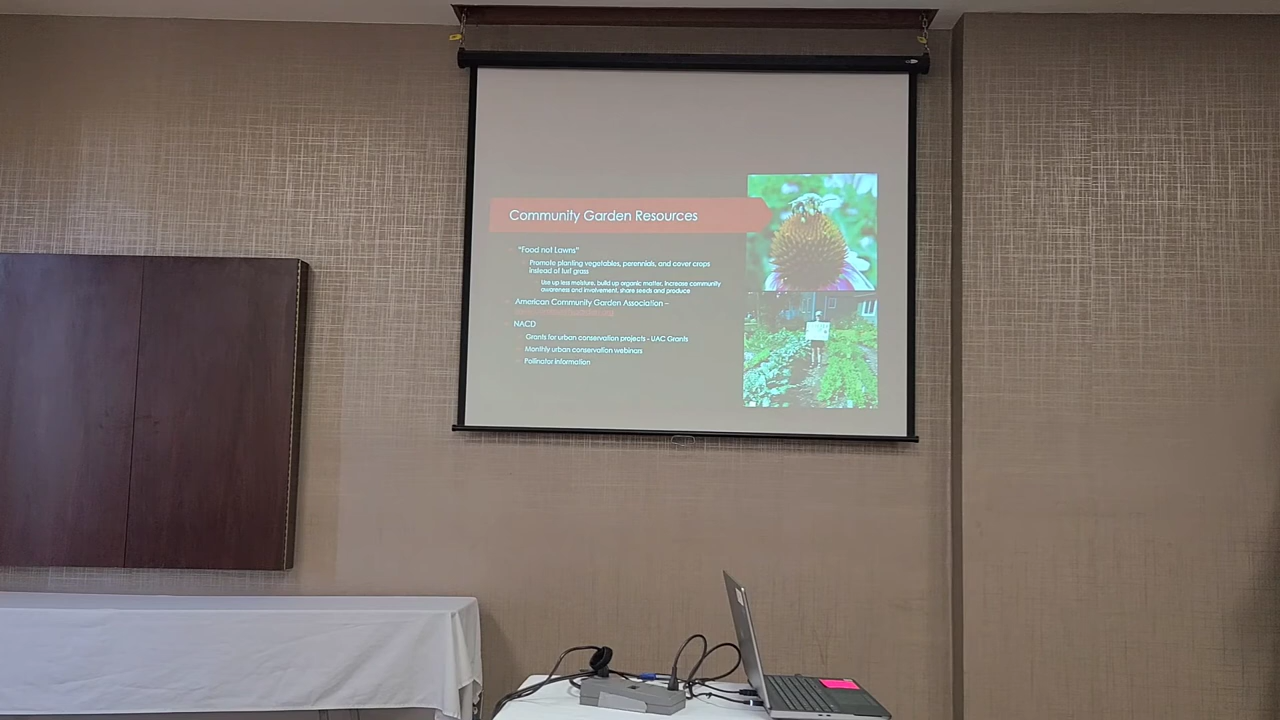 Community Garden Resources
"Food not Lawns"
Promote planting vegetables, perennials, and cover crops
instead of turf grass
Use up less moisture, build up organic matter, increase community
awareness and involvement, share seeds and produce
American Community Garden Association –
NACD
Grants for urban conservation projects - UAC Grants
Monthly urban conservation webinars
Pollinator information